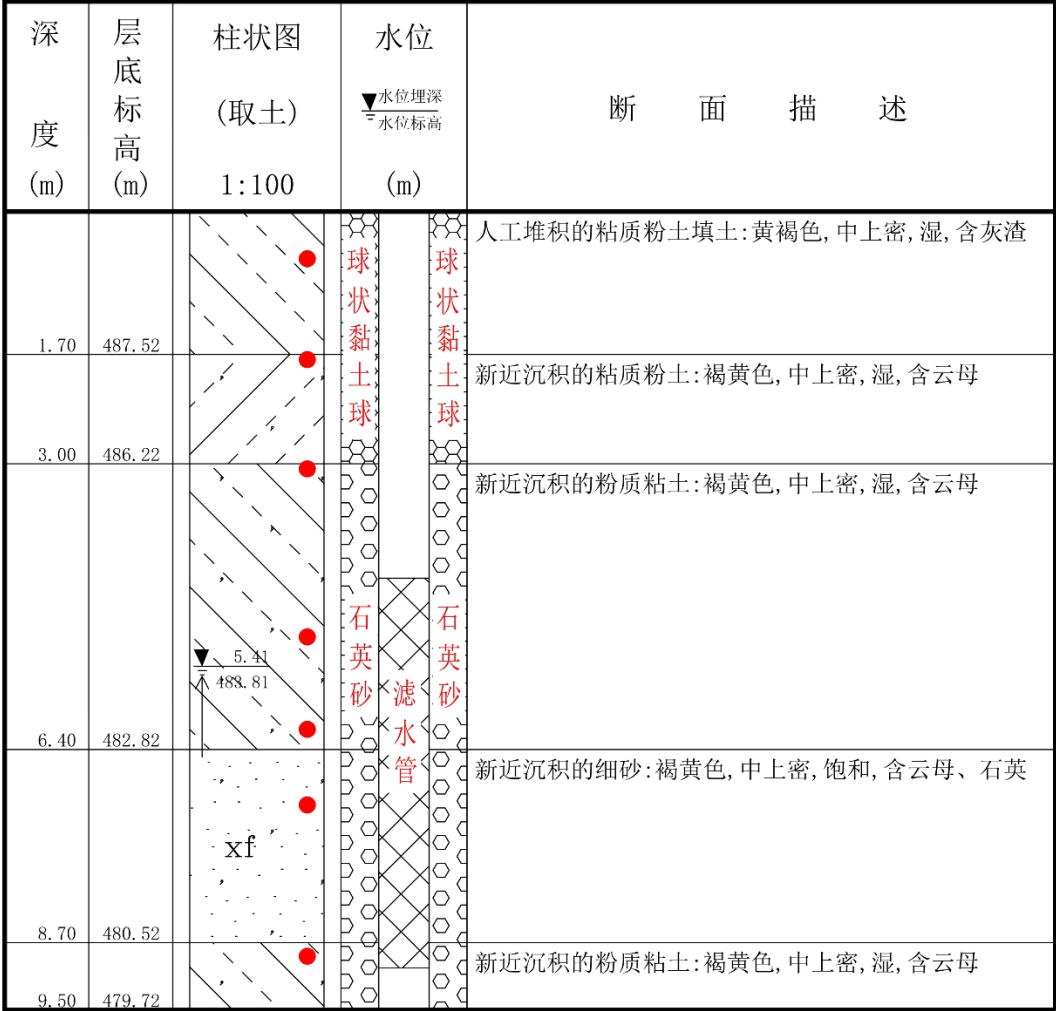 深度(m)
层底标高(m)
柱状图
(取土)
1:100
水位
水位埋深
水位标高
(m)
断面描述
人工堆积的粘质粉土填土:黄褐色,中上密,湿,含灰渣
球状黏土球
球状黏土球
1.70 487.52
新近沉积的粘质粉土:褐黄色,中上密,湿,含云母
3.00 486.22
新近沉积的粉质粘土:褐黄色,中上密,湿,含云母
石英砂
石英砂
5.41
483.81
滤水管
6.40 482.82
新近沉积的细砂:褐黄色,中上密,饱和,含云母、石英
xf
8.70 480.52
新近沉积的粉质粘土:褐黄色,中上密,湿,含云母
9.50 479.72